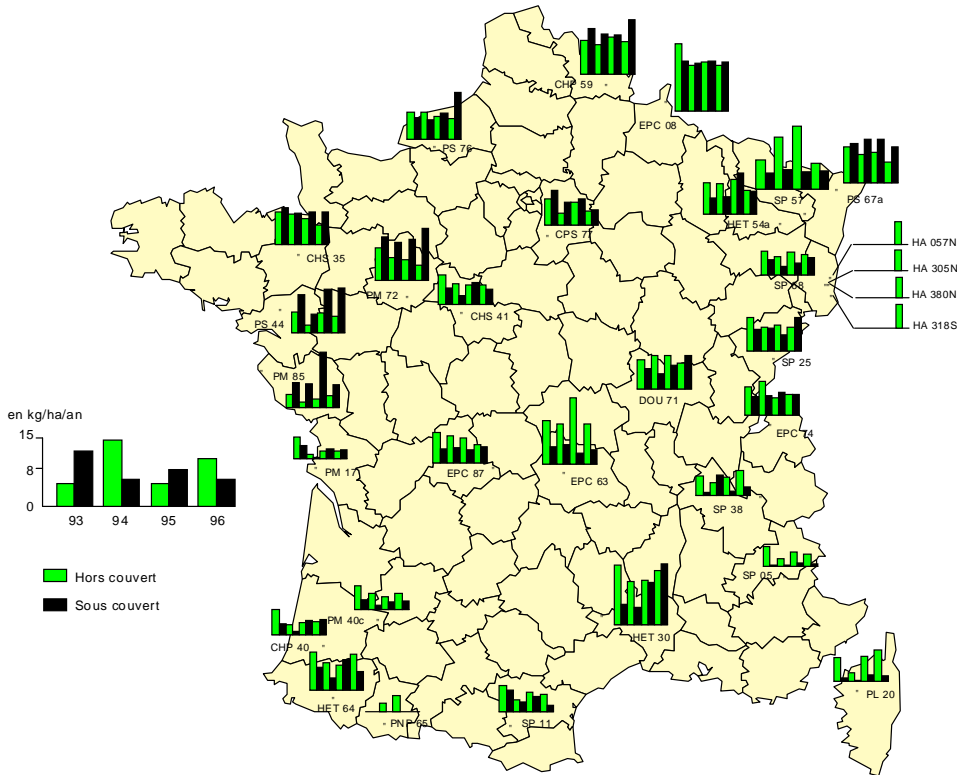 CHP 59
EPC 08
PS 76
SP 57
PS 67a
HET 54a
CPS 77
HA 057N
CHS 35
HA 305N
SP 68
PM 72
HA 380N
CHS 41
PS 44
HA 318S
SP 25
PM 85
DOU 71
en kg/ha/an
EPC 74
15
PM 17
EPC 87
8
EPC 63
0
SP 38
93 94 95 96
Hors couvert
SP 05
Sous couvert
PM 40c
HET 30
CHP 40
PL 20
HET 64
PNP 65
SP 11